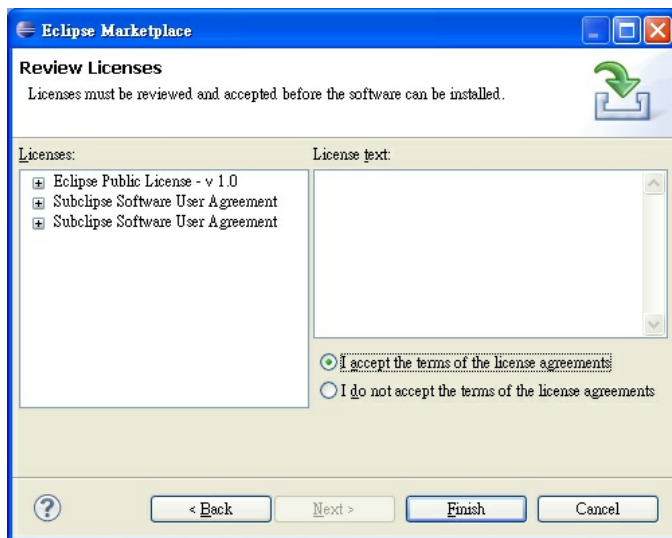 Eclipse Marketplace
Review Licenses
Licenses must be reviewed and accepted before the software can be installed.
Licenses:
Eclipse Public License - v 1.0
Subclipse Software User Agreement
Subclipse Software User Agreement
License text:
I accept the terms of the license agreements
I do not accept the terms of the license agreements
?
< Back
Next >
Finish
Cancel